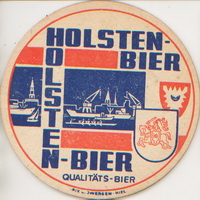 HOLSTEN-
BIER
HOLSTEN-BIER
QUALITÄTS-BIER